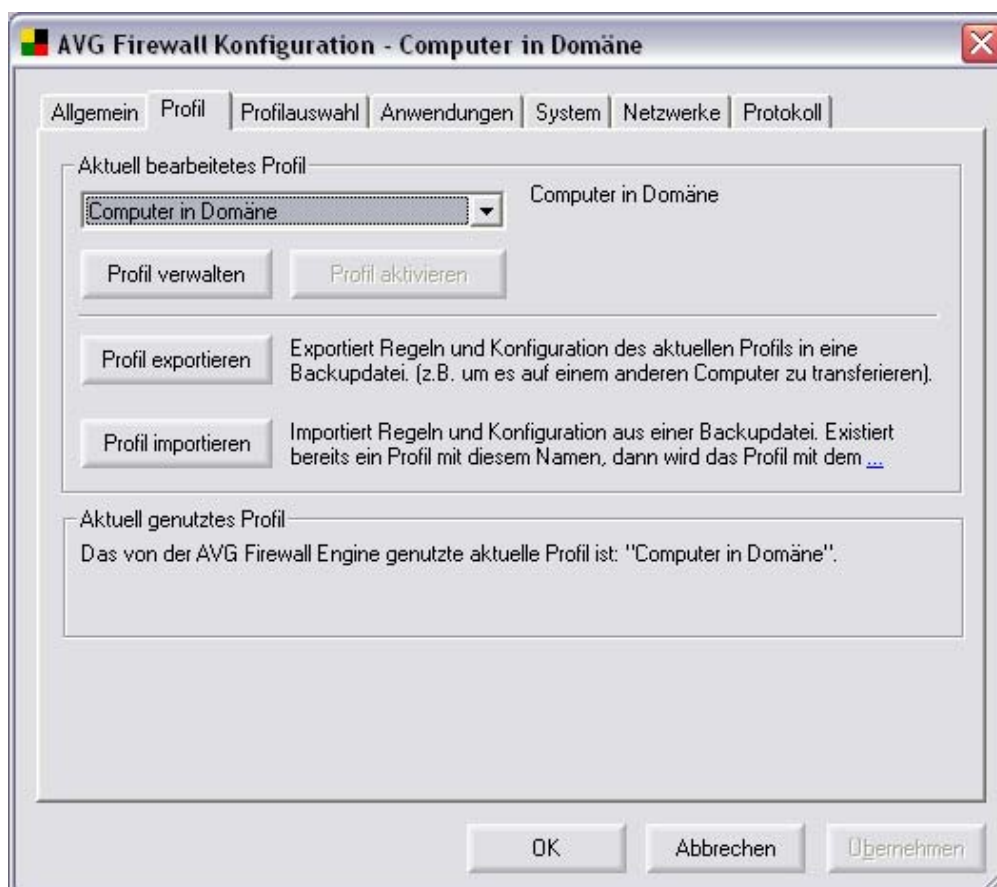 AVG Firewall Konfiguration - Computer in Domäne
Allgemein Profil Profilauswahl Anwendungen System Netzwerke Protokoll
Aktuell bearbeitetes Profil
Computer in Domäne
Computer in Domäne
Profil verwalten Profil aktivieren
Profil exportieren
Exportiert Regeln und Konfiguration des aktuellen Profils in eine
Backupdatei. (z.B. um es auf einem anderen Computer zu transferieren).
Profil importieren
Importiert Regeln und Konfiguration aus einer Backupdatei. Existiert
bereits ein Profil mit diesem Namen, dann wird das Profil mit dem ...
Aktuell genutztes Profil
Das von der AVG Firewall Engine genutzte aktuelle Profil ist: "Computer in Domäne".
OK Abbrechen Übernehmen